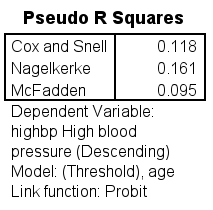 Pseudo R Squares
Cox and Snell 0.118
Nagelkerke 0.161
McFadden 0.095
Dependent Variable:
highbp High blood
pressure (Descending)
Model: (Threshold), age
Link function: Probit